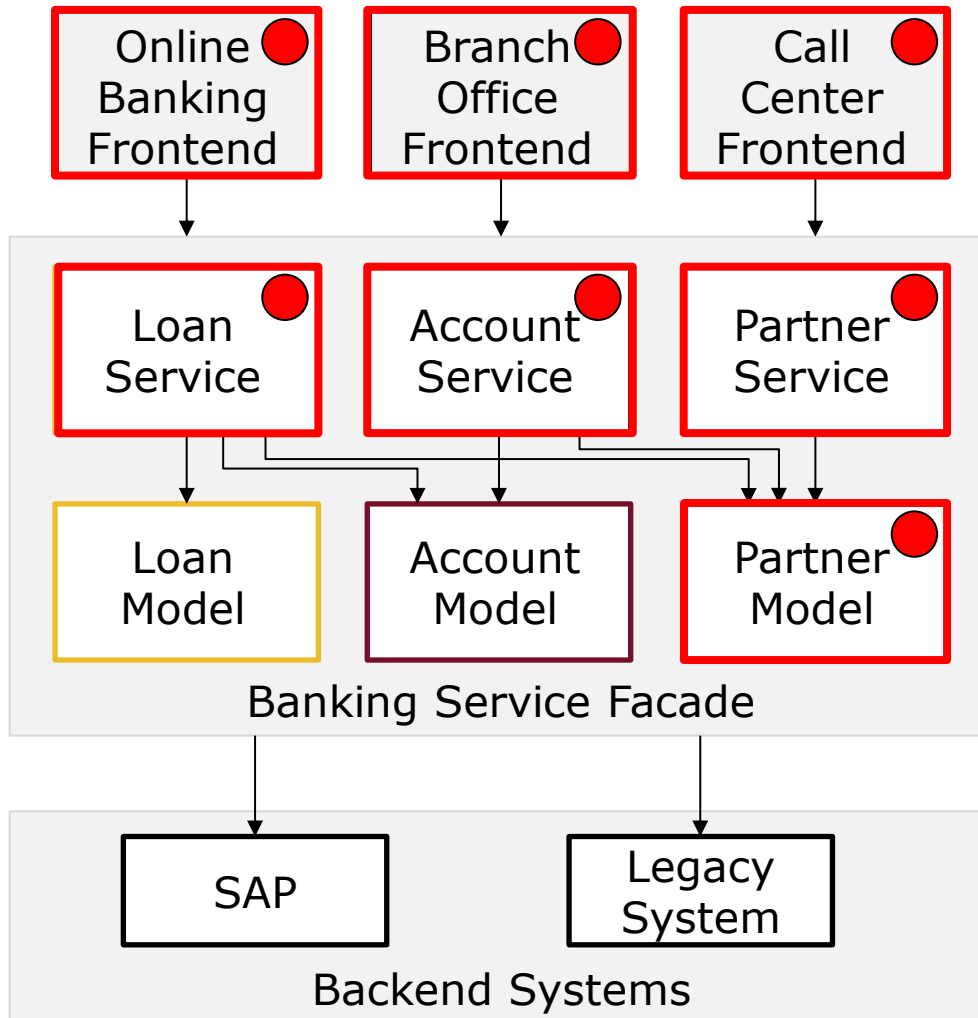 Online
Banking
Frontend
Branch
Office
Frontend
Call
Center
Frontend
Loan
Service
Account
Service
Partner
Service
Loan
Model
Account
Model
Partner
Model
Banking Service Facade
SAP
Legacy
System
Backend Systems